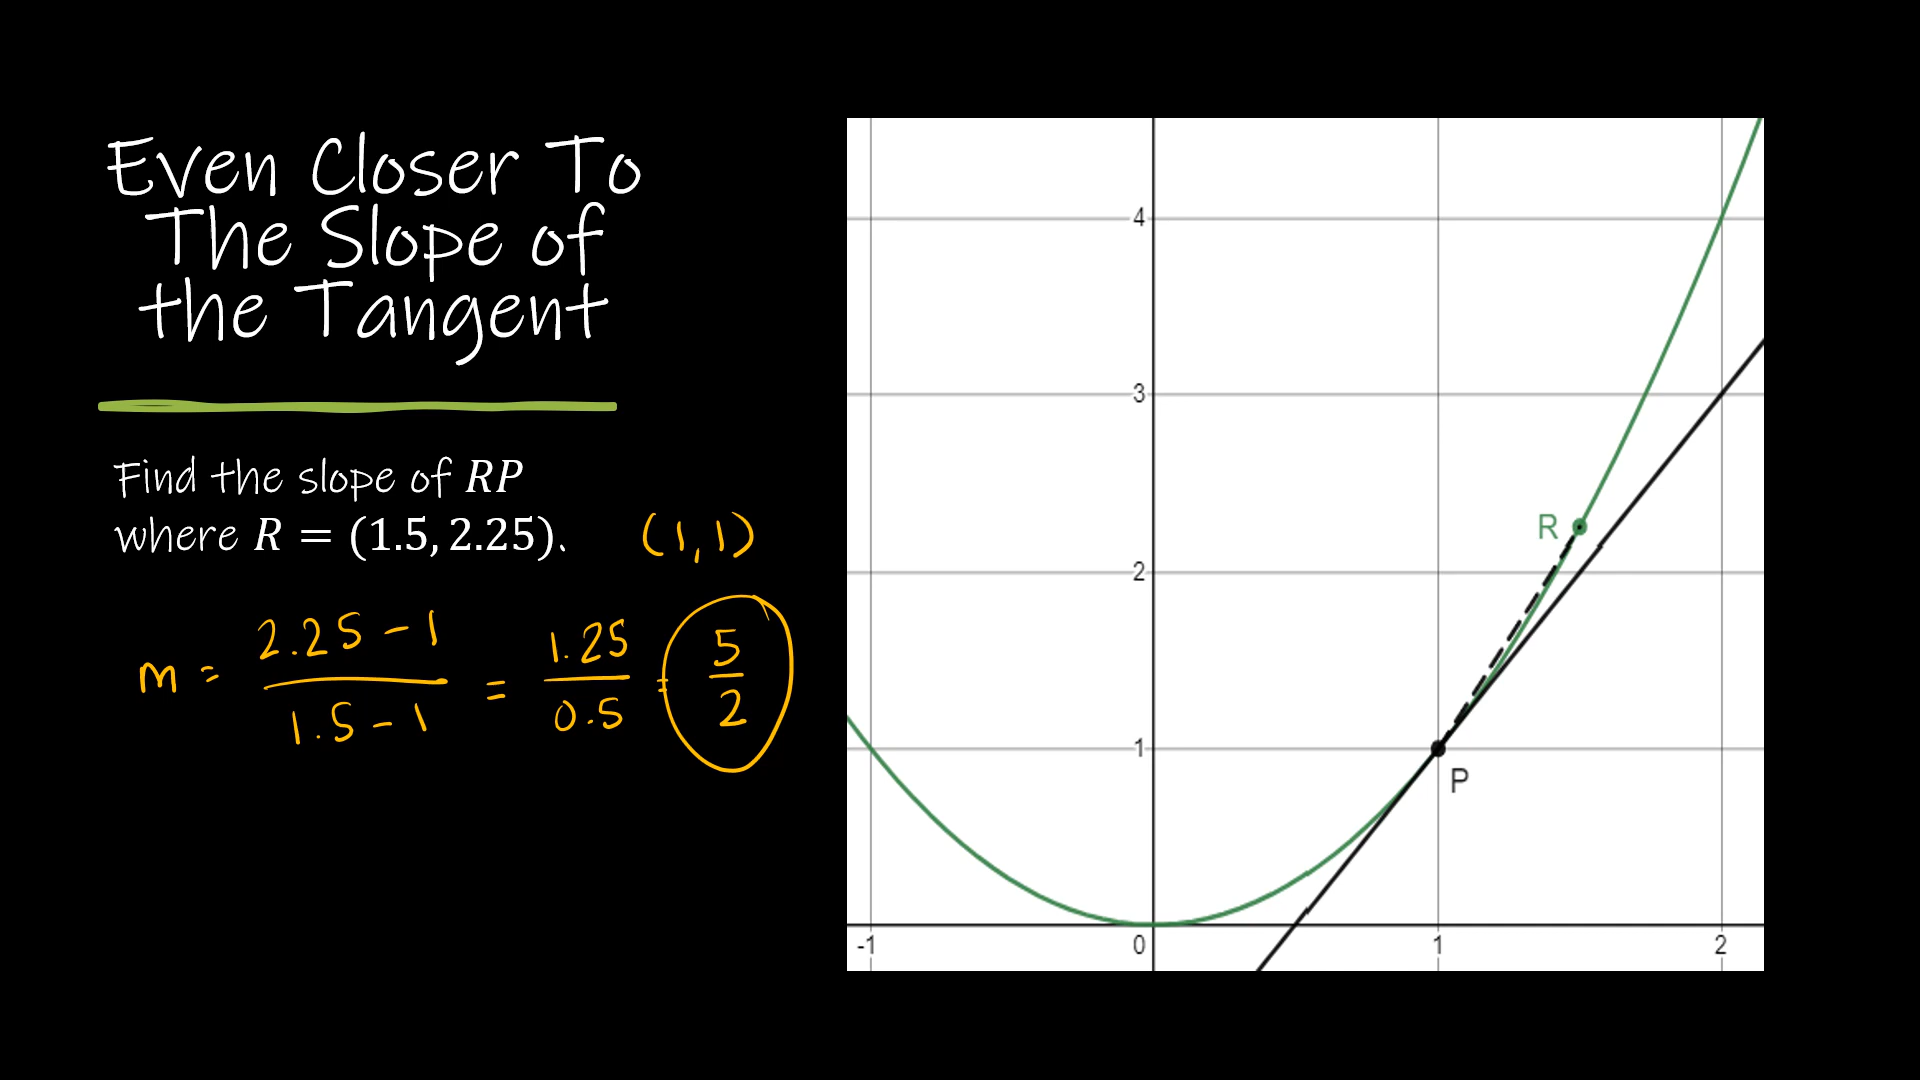 Even Closer To
The Slope of
the Tangent
Find the slope of RP
where R = (1.5, 2.25).
(1,1)
m = 2.25 - 1 / 1.5 - 1 = 1.25 / 0.5 = 5 / 2
4
3
2
1
R
P
-1 0 1 2